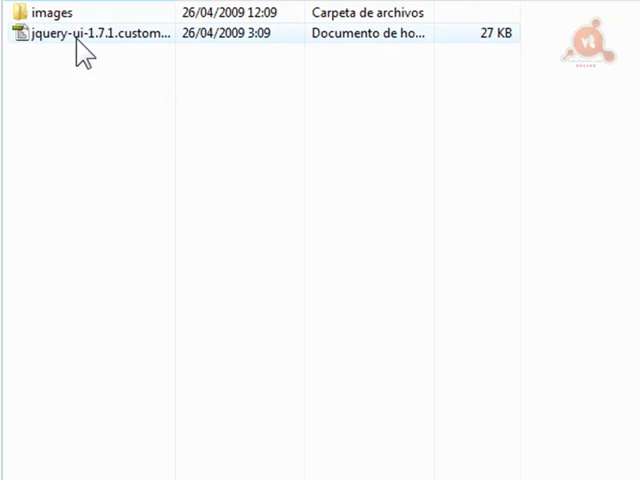 images 26/04/2009 12:09 Carpeta de archivos
jquery-ui-1.7.1.custom... 26/04/2009 3:09 Documento de ho... 27 KB
vt